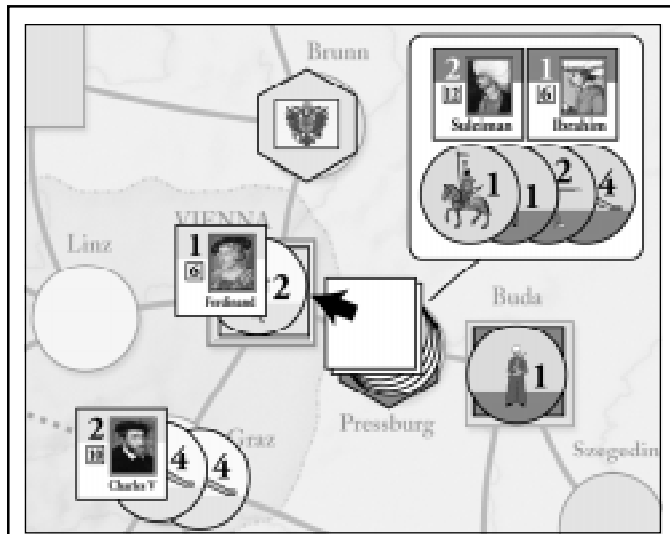 Brunn
2
12
Suleiman
1
6
Ibrahim
1
1
2
4
VIENNA
Linz
1
6
Ferdinand
2
Buda
1
Pressburg
2
10
Charles V
4
4
Graz
Szegedin